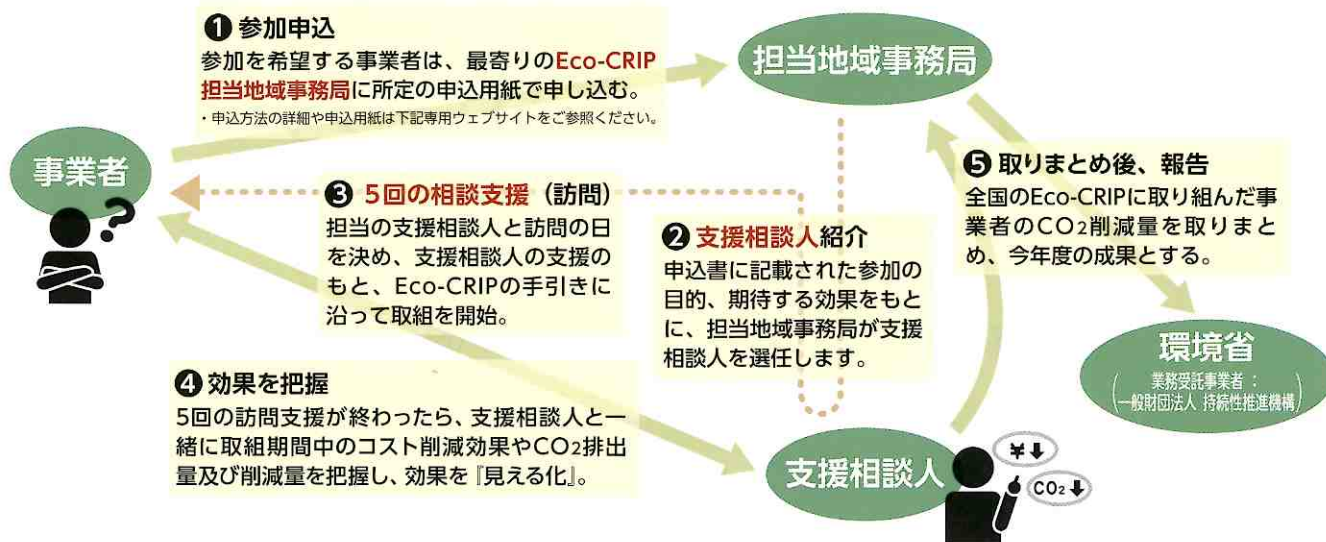 ❶ 参加申込
参加を希望する事業者は、最寄りのEco-CRIP
担当地域事務局に所定の申込用紙で申し込む。
・申込方法の詳細や申込用紙は下記専用ウェブサイトをご参照ください。
担当地域事務局
事業者
❸ 5回の相談支援（訪問）
担当の支援相談人と訪問の日
を決め、支援相談人の支援の
もと、Eco-CRIPの手引きに
沿って取組を開始。
❷ 支援相談人紹介
申込書に記載された参加の
目的、期待する効果をもと
に、担当地域事務局が支援
相談人を選任します。
❺ 取りまとめ後、報告
全国のEco-CRIPに取り組んだ事
業者のCO2削減量を取りまと
め、今年度の成果とする。
環境省
（業務受託事業者：
一般財団法人 持続性推進機構）
❹ 効果を把握
5回の訪問支援が終わったら、支援相談人と一
緒に取組期間中のコスト削減効果やCO2排出
量及び削減量を把握し、効果を『見える化』。
支援相談人
¥⬇
CO2⬇
?